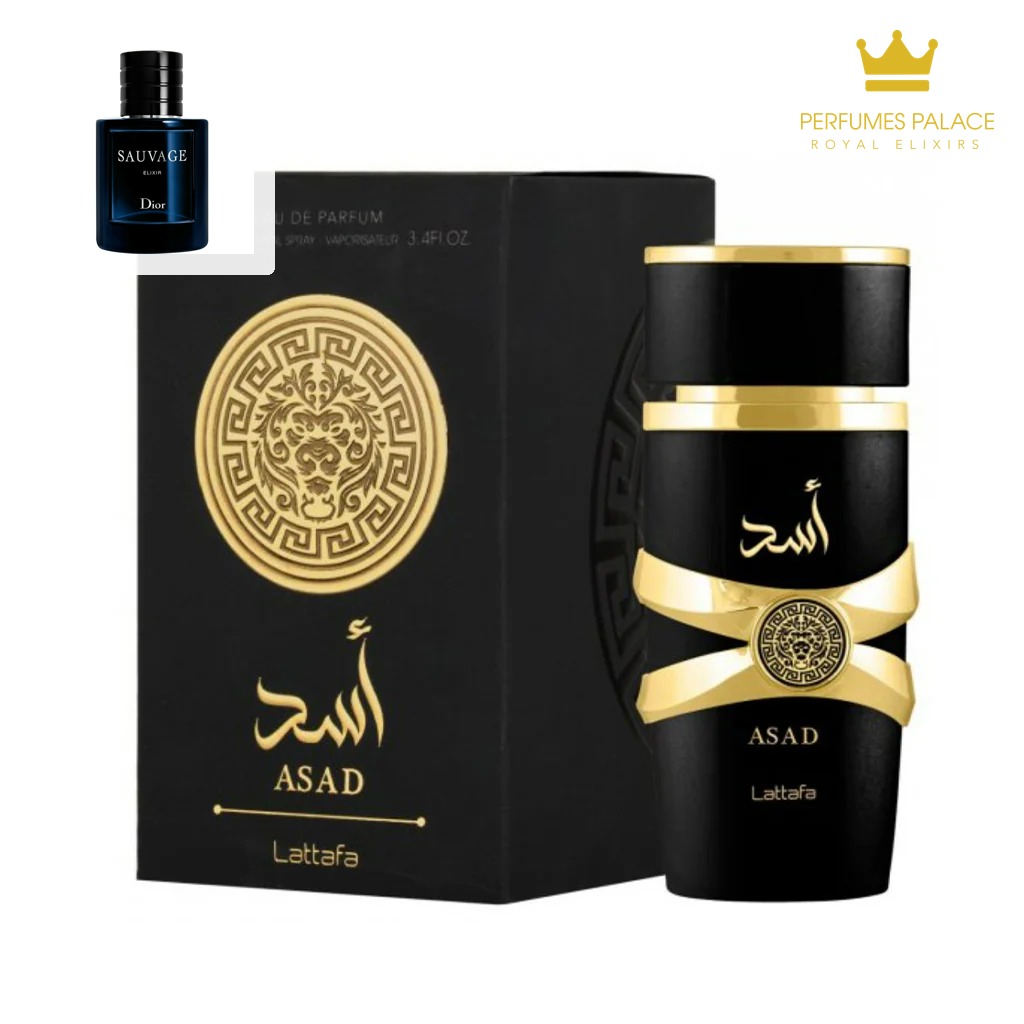 SAUVAGE
ELIXIR
Dior
PERFUMES PALACE
ROYAL ELIXIRS
DE PARFUM
SPRAY · VAPORISATEUR 3.4FL.OZ.
أسد
ASAD
Lattafa
أسد
ASAD
Lattafa